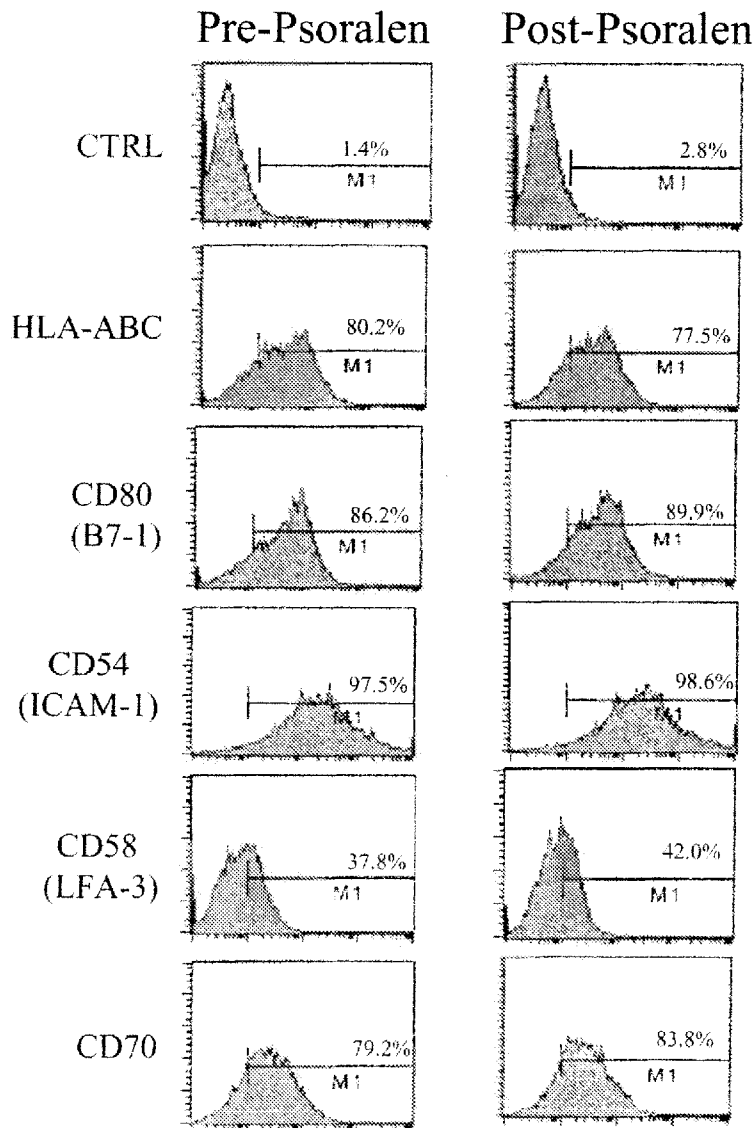 Pre-Psoralen Post-Psoralen
CTRL 1.4% M1 2.8% M1
HLA-ABC 80.2% M1 77.5% M1
CD80
(B7-1) 86.2% M1 89.9% M1
CD54
(ICAM-1) 97.5% M1 98.6% M1
CD58
(LFA-3) 37.8% M1 42.0% M1
CD70 79.2% M1 83.8% M1